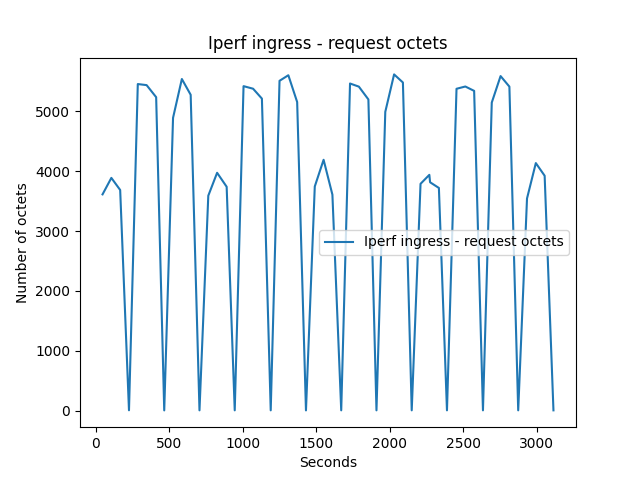 Iperf ingress - request octets
Number of octets
5000
4000
3000
2000
1000
0
Iperf ingress - request octets
0 500 1000 1500 2000 2500 3000
Seconds